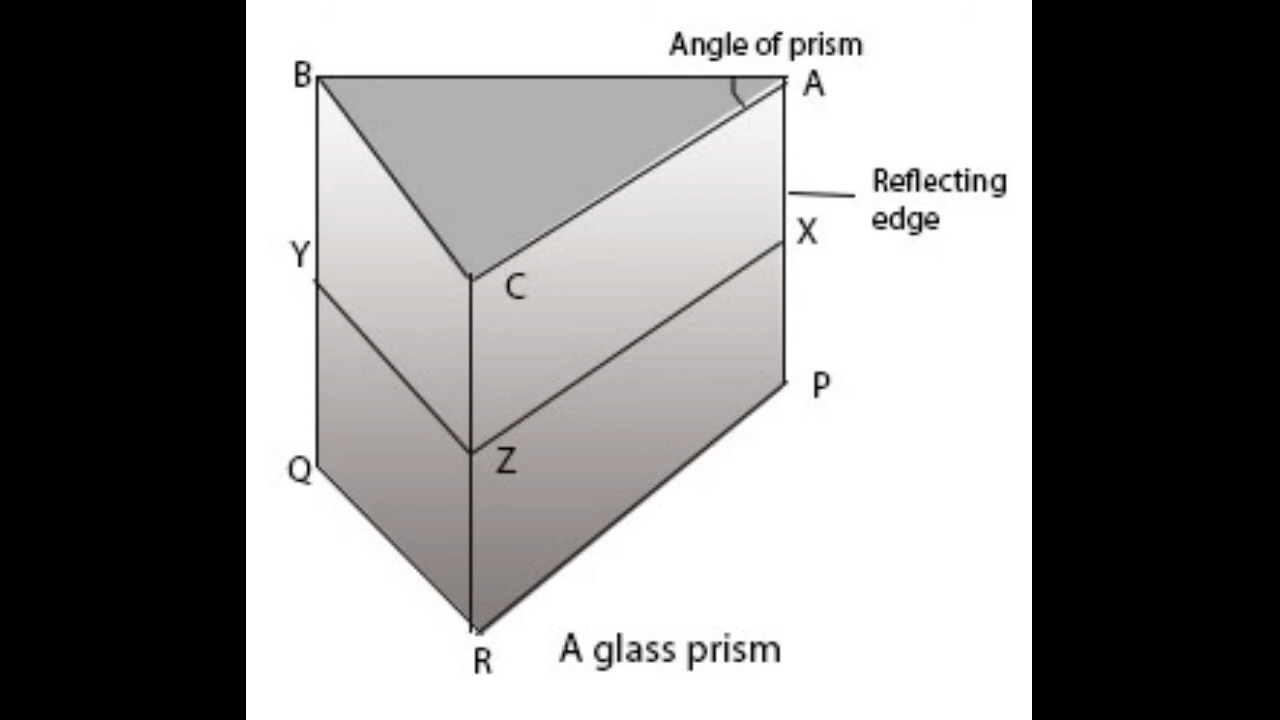 Angle of prism
B
A
Reflecting
edge
X
Y
C
P
Z
Q
R
A glass prism